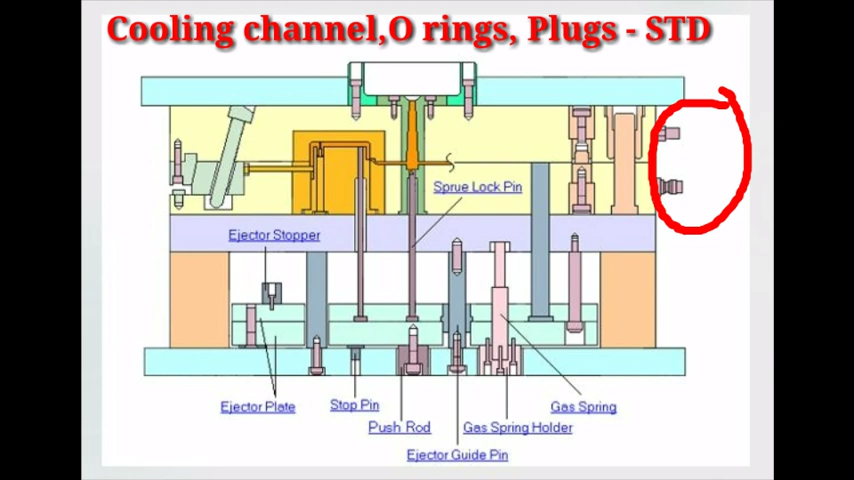 Cooling channel,O rings, Plugs - STD
Sprue Lock Pin
Ejector Stopper
Ejector Plate
Stop Pin
Gas Spring
Push Rod
Gas Spring Holder
Ejector Guide Pin